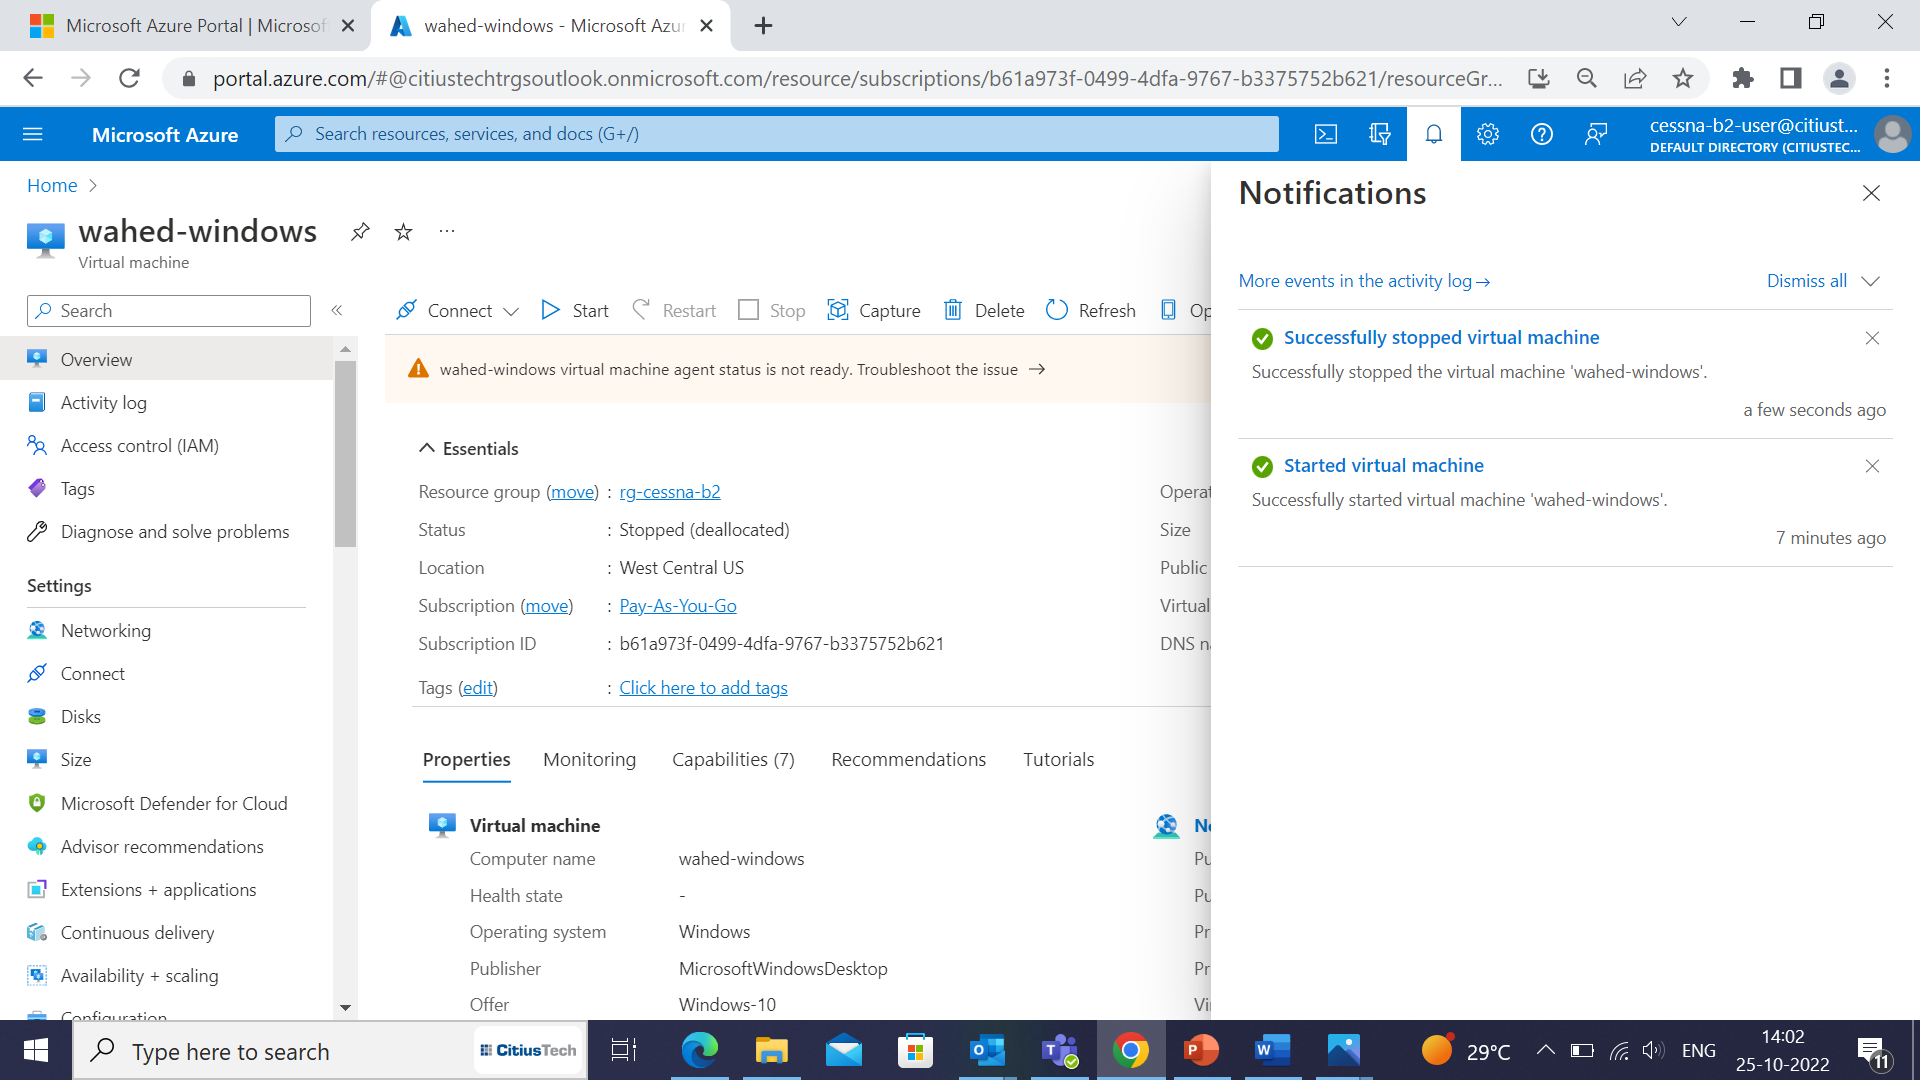 Microsoft Azure Portal | Microsof
wahed-windows - Microsoft Azur
portal.azure.com/#@citiustechtrgsoutlook.onmicrosoft.com/resource/subscriptions/b61a973f-0499-4dfa-9767-b3375752b621/resourceGr...
Microsoft Azure
Search resources, services, and docs (G+/)
cessna-b2-user@citiust...
DEFAULT DIRECTORY (CITIUSTEC...
Home
wahed-windows
Virtual machine
Search
Connect
Start
Restart
Stop
Capture
Delete
Refresh
Op
Overview
Activity log
Access control (IAM)
Tags
Diagnose and solve problems
Settings
Networking
Connect
Disks
Size
Microsoft Defender for Cloud
Advisor recommendations
Extensions + applications
Continuous delivery
Availability + scaling
Configuration
wahed-windows virtual machine agent status is not ready. Troubleshoot the issue →
Essentials
Resource group (move) : rg-cessna-b2
Status : Stopped (deallocated)
Location : West Central US
Subscription (move) : Pay-As-You-Go
Subscription ID : b61a973f-0499-4dfa-9767-b3375752b621
Tags (edit) : Click here to add tags
Operat
Size
Public
Virtual
DNS n
Properties
Monitoring
Capabilities (7)
Recommendations
Tutorials
Virtual machine
Computer name wahed-windows
Health state -
Operating system Windows
Publisher MicrosoftWindowsDesktop
Offer Windows-10
Pu
Pu
Pr
Pr
Vi
Notifications
More events in the activity log →
Dismiss all
Successfully stopped virtual machine
Successfully stopped the virtual machine 'wahed-windows'.
a few seconds ago
Started virtual machine
Successfully started virtual machine 'wahed-windows'.
7 minutes ago
Type here to search
CitiusTech
29°C
ENG
14:02
25-10-2022
11